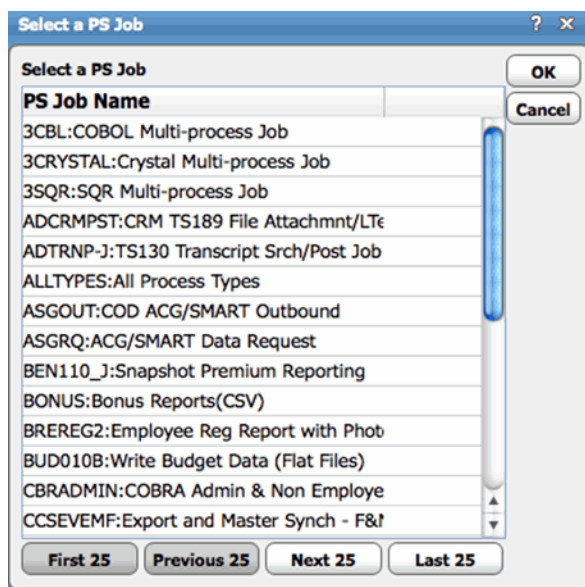 Select a PS Job ? ×
Select a PS Job
OK
PS Job Name
Cancel
3CBL:COBOL Multi-process Job
3CRYSTAL:Crystal Multi-process Job
3SQR:SQR Multi-process Job
ADCRMPST:CRM TS189 File Attachmnt/LTe
ADTRNP-J:TS130 Transcript Srch/Post Job
ALLTYPES:All Process Types
ASGOUT:COD ACG/SMART Outbound
ASGRQ:ACG/SMART Data Request
BEN110_J:Snapshot Premium Reporting
BONUS:Bonus Reports(CSV)
BREREG2:Employee Reg Report with Phot
BUD010B:Write Budget Data (Flat Files)
CBRADMIN:COBRA Admin & Non Employe
CCSEVEMF:Export and Master Synch - F&
First 25 Previous 25 Next 25 Last 25